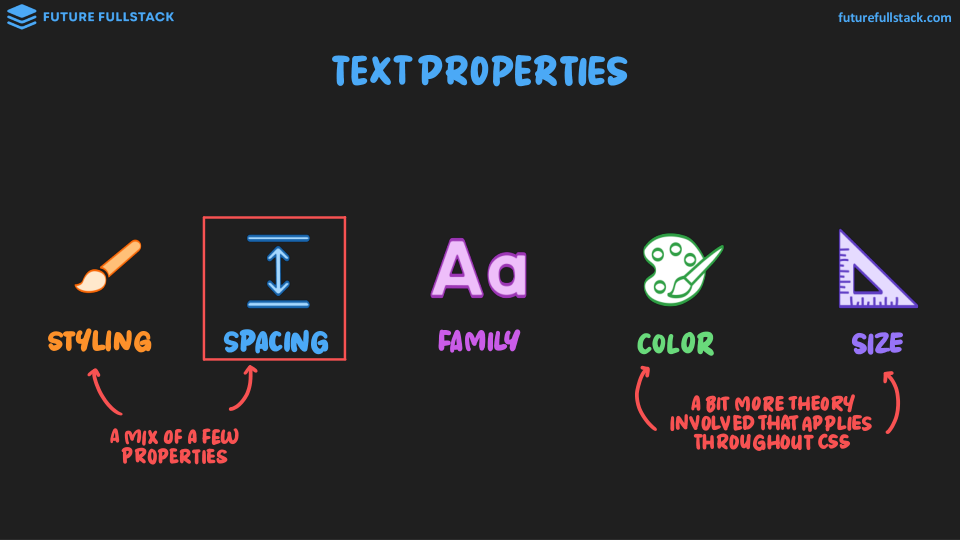 FUTURE FULLSTACK
futurefullstack.com
TEXT PROPERTIES
Aa
STYLING
SPACING
FAMILY
COLOR
SIZE
A MIX OF A FEW
PROPERTIES
A BIT MORE THEORY
INVOLVED THAT APPLIES
THROUGHOUT CSS